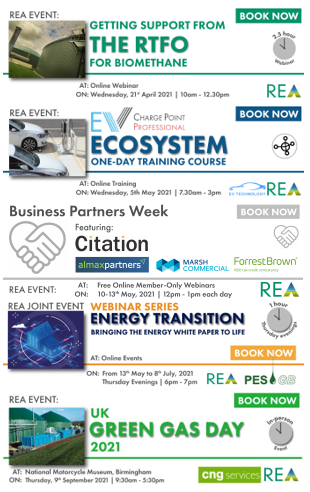 REA EVENT:
BOOK NOW
GETTING SUPPORT FROM
THE RTFO
FOR BIOMETHANE
2.5 hour
Webinar
AT: Online Webinar
ON: Wednesday, 21st April 2021 | 10am - 12.30pm
REA
REA EVENT:
EV CHARGE POINT
PROFESSIONAL
BOOK NOW
ECOSYSTEM
ONE-DAY TRAINING COURSE
AT: Online Training
ON: Wednesday, 5th May 2021 | 7.30am - 3pm
EV TECHNOLOGY
REA
Business Partners Week
BOOK NOW
Featuring:
Citation
almaxpartners
MARSH
COMMERCIAL
ForrestBrown
AT: Free Online Member-Only Webinars
REA EVENT:
ON: 10-13th May, 2021 | 12pm - 1pm each day
REA
REA JOINT EVENT
WEBINAR SERIES
ENERGY TRANSITION
BRINGING THE ENERGY WHITE PAPER TO LIFE
1 hour
Thursday evenings
AT: Online Events
BOOK NOW
ON: From 13th May to 8th July, 2021
Thursday Evenings | 6pm - 7pm
REA
PES GB
REA EVENT:
BOOK NOW
UK
GREEN GAS DAY
2021
in-person
Event
AT: National Motorcycle Museum, Birmingham
ON: Thursday, 9th September 2021 | 9:30am - 5:30pm
cng services
REA